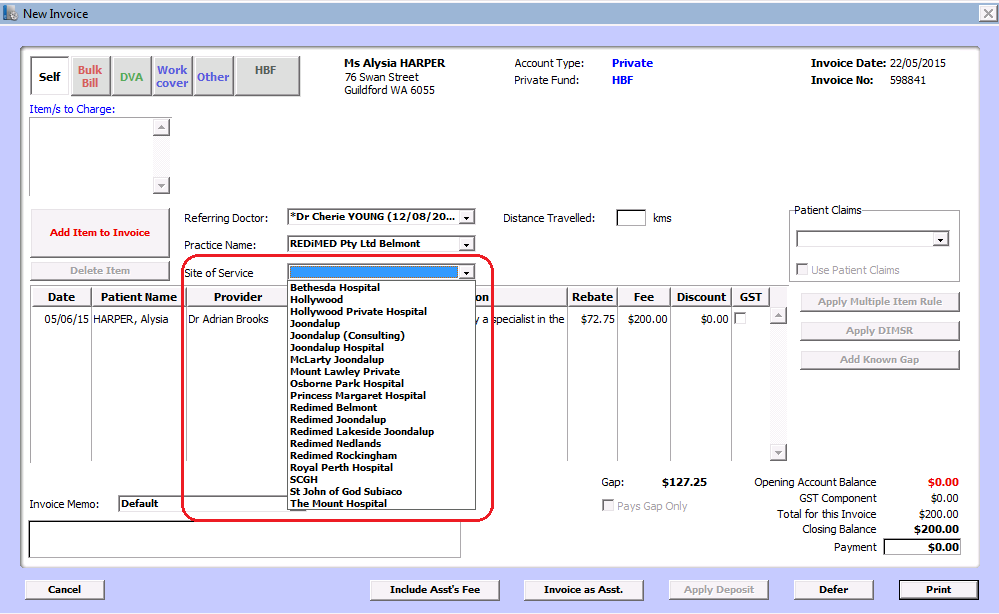 New Invoice
Self
Bulk Bill
DVA
Work cover
Other
HBF
Ms Alysia HARPER
76 Swan Street
Guildford WA 6055
Account Type: Private
Private Fund: HBF
Invoice Date: 22/05/2015
Invoice No: 598841
Item/s to Charge:
Add Item to Invoice
Delete Item
Referring Doctor: *Dr Cherie YOUNG (12/08/20...
Distance Travelled: kms
Practice Name: REDiMED Pty Ltd Belmont
Site of Service
Patient Claims
Use Patient Claims
Bethesda Hospital
Hollywood
Hollywood Private Hospital
Joondalup
Joondalup (Consulting)
Joondalup Hospital
McLarty Joondalup
Mount Lawley Private
Osborne Park Hospital
Princess Margaret Hospital
Redimed Belmont
Redimed Joondalup
Redimed Lakeside Joondalup
Redimed Nedlands
Redimed Rockingham
Royal Perth Hospital
SCGH
St John of God Subiaco
The Mount Hospital
Date Patient Name Provider on Rebate Fee Discount GST
05/06/15 HARPER, Alysia Dr Adrian Brooks y a specialist in the $72.75 $200.00 $0.00
Apply Multiple Item Rule
Apply DIMSR
Add Known Gap
Gap: $127.25
Pays Gap Only
Opening Account Balance $0.00
GST Component $0.00
Total for this Invoice $200.00
Closing Balance $200.00
Payment $0.00
Invoice Memo: Default
Cancel
Include Asst's Fee
Invoice as Asst.
Apply Deposit
Defer
Print